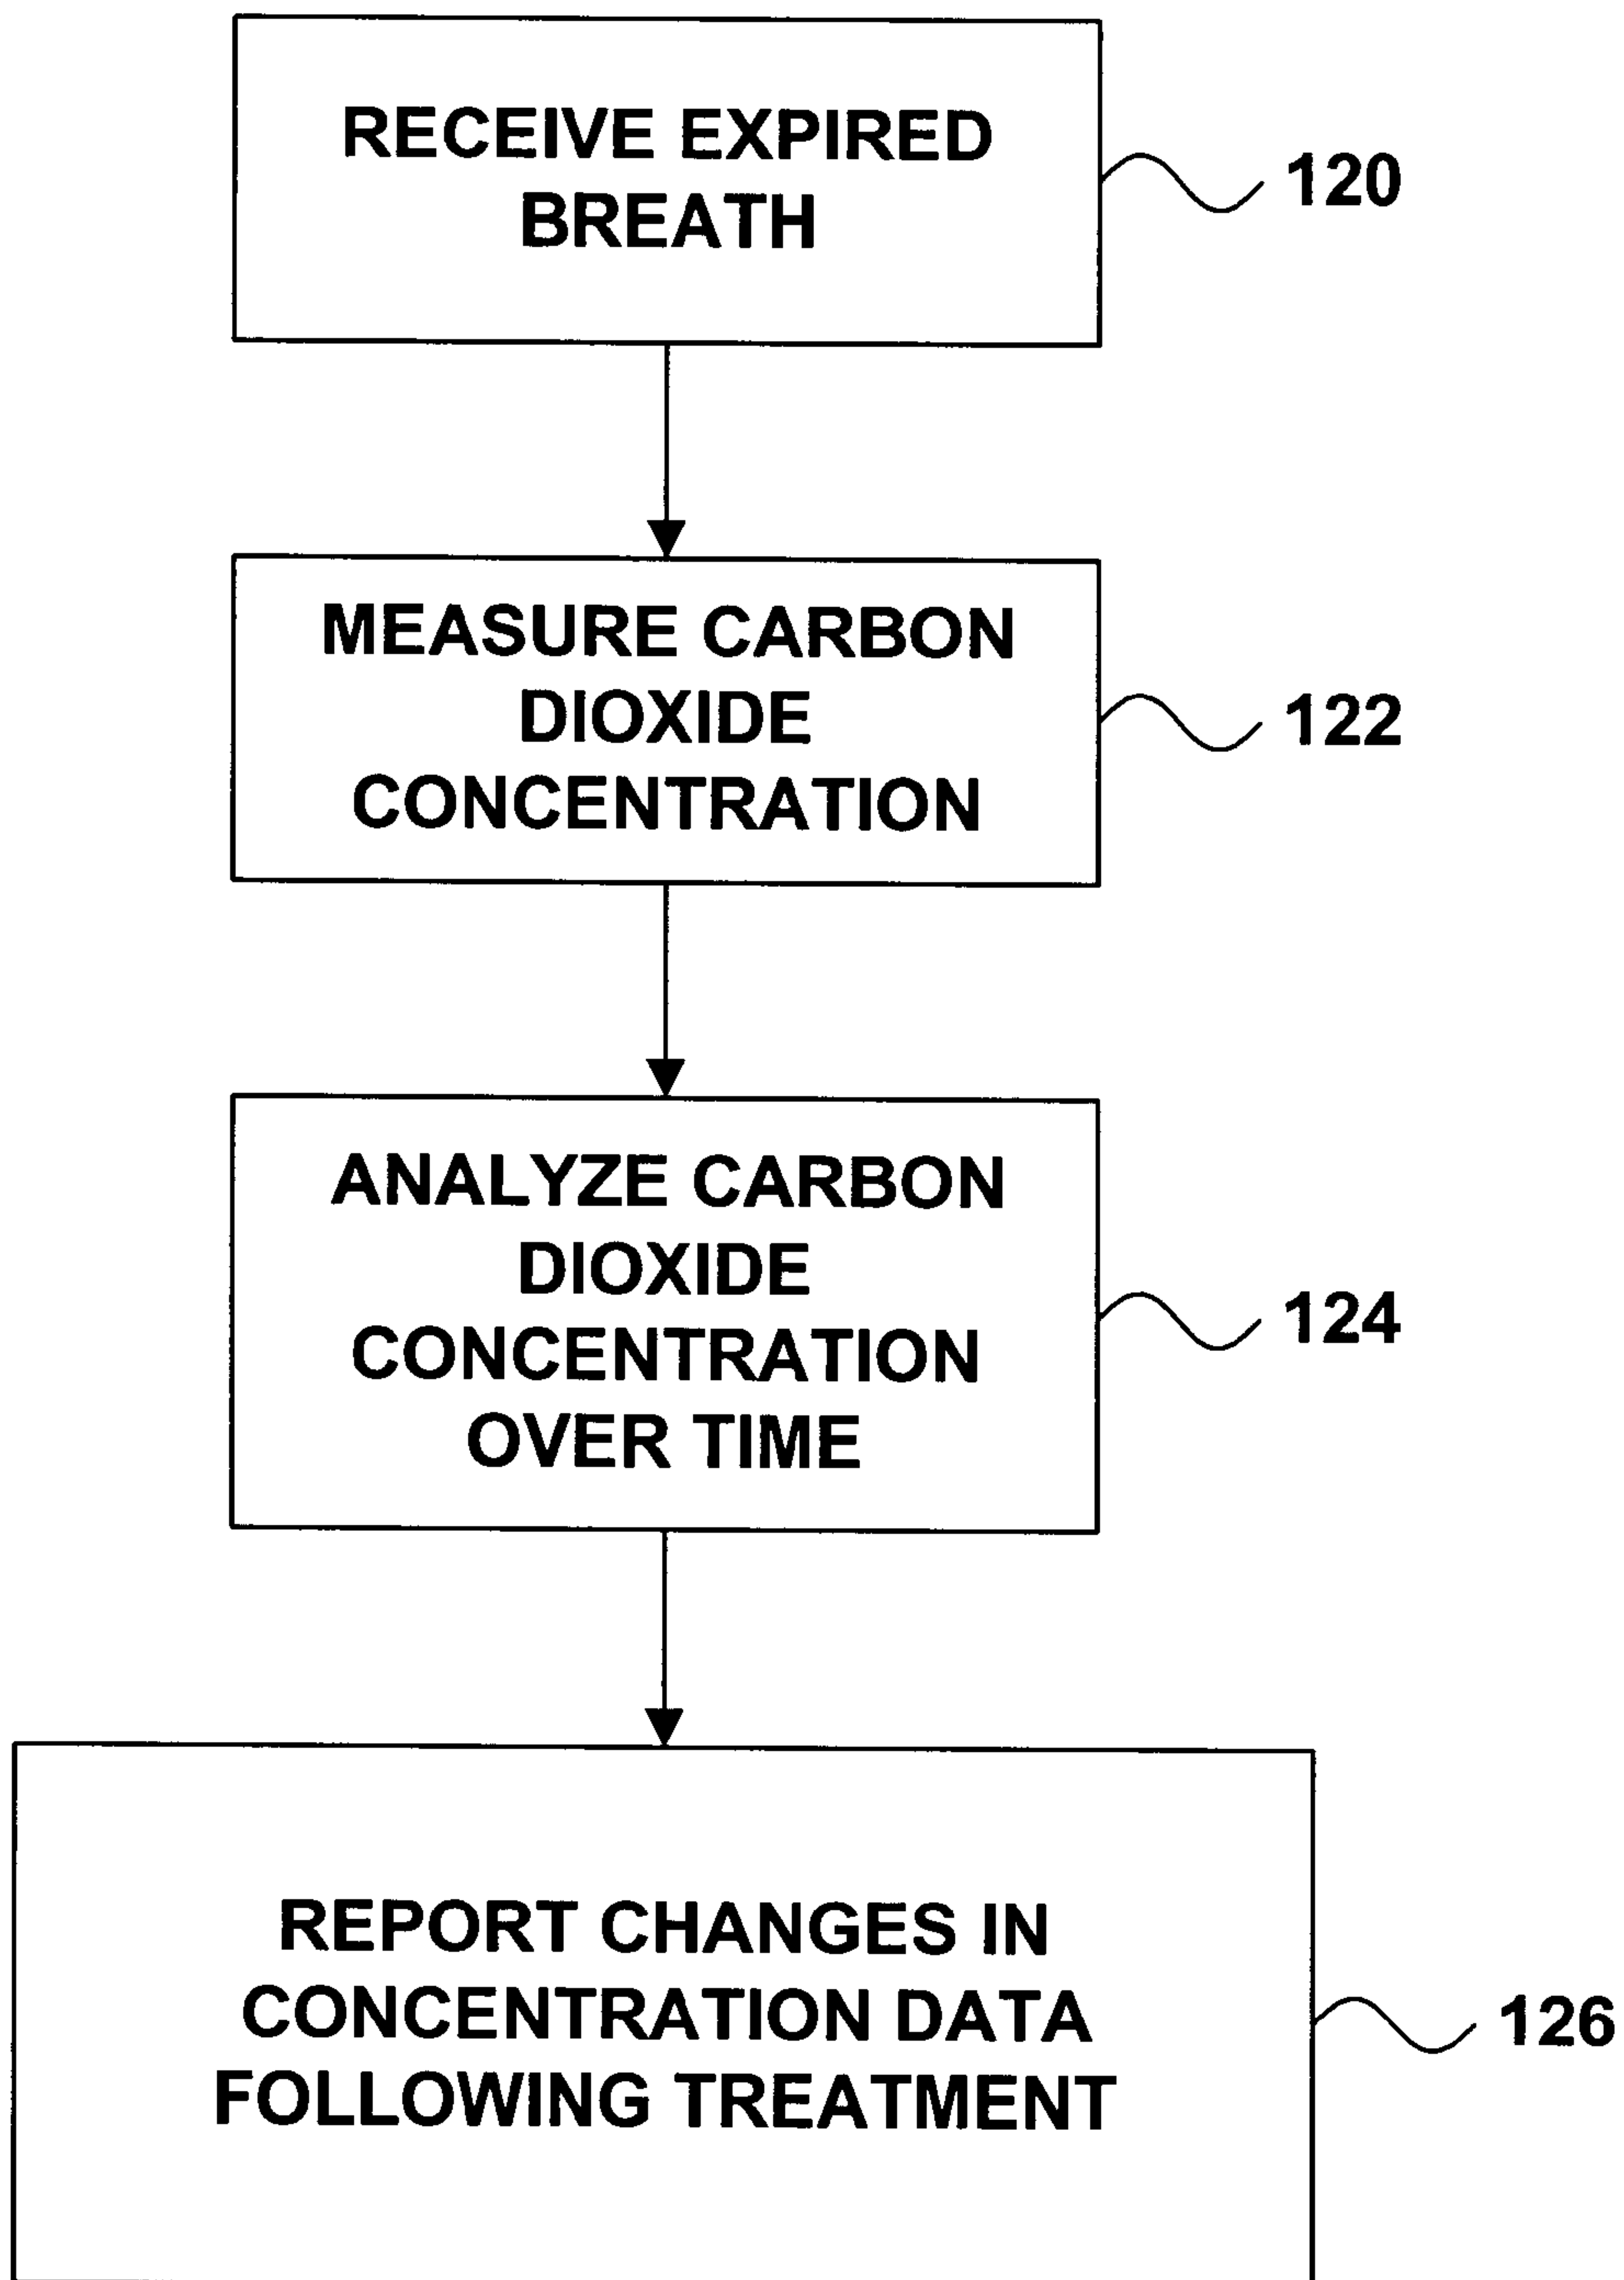 RECEIVE EXPIRED
BREATH
120
MEASURE CARBON
DIOXIDE
CONCENTRATION
122
ANALYZE CARBON
DIOXIDE
CONCENTRATION
OVER TIME
124
REPORT CHANGES IN
CONCENTRATION DATA
FOLLOWING TREATMENT
126